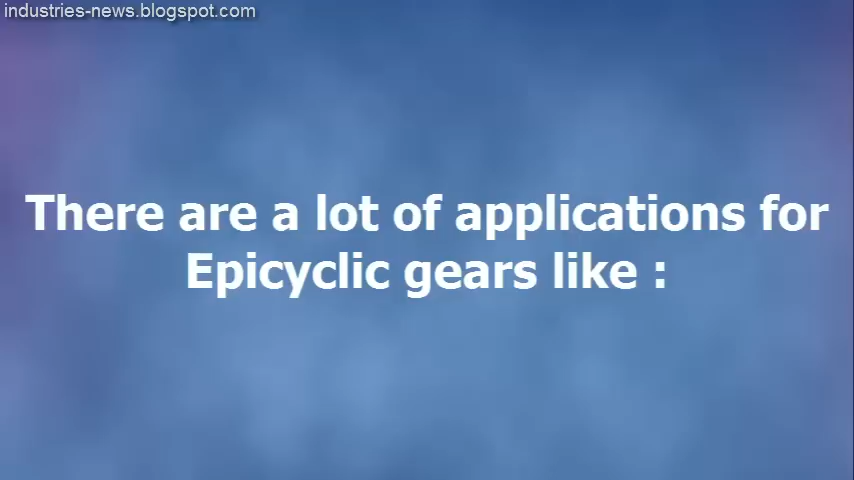 industries-news.blogspot.com
There are a lot of applications for
Epicyclic gears like :